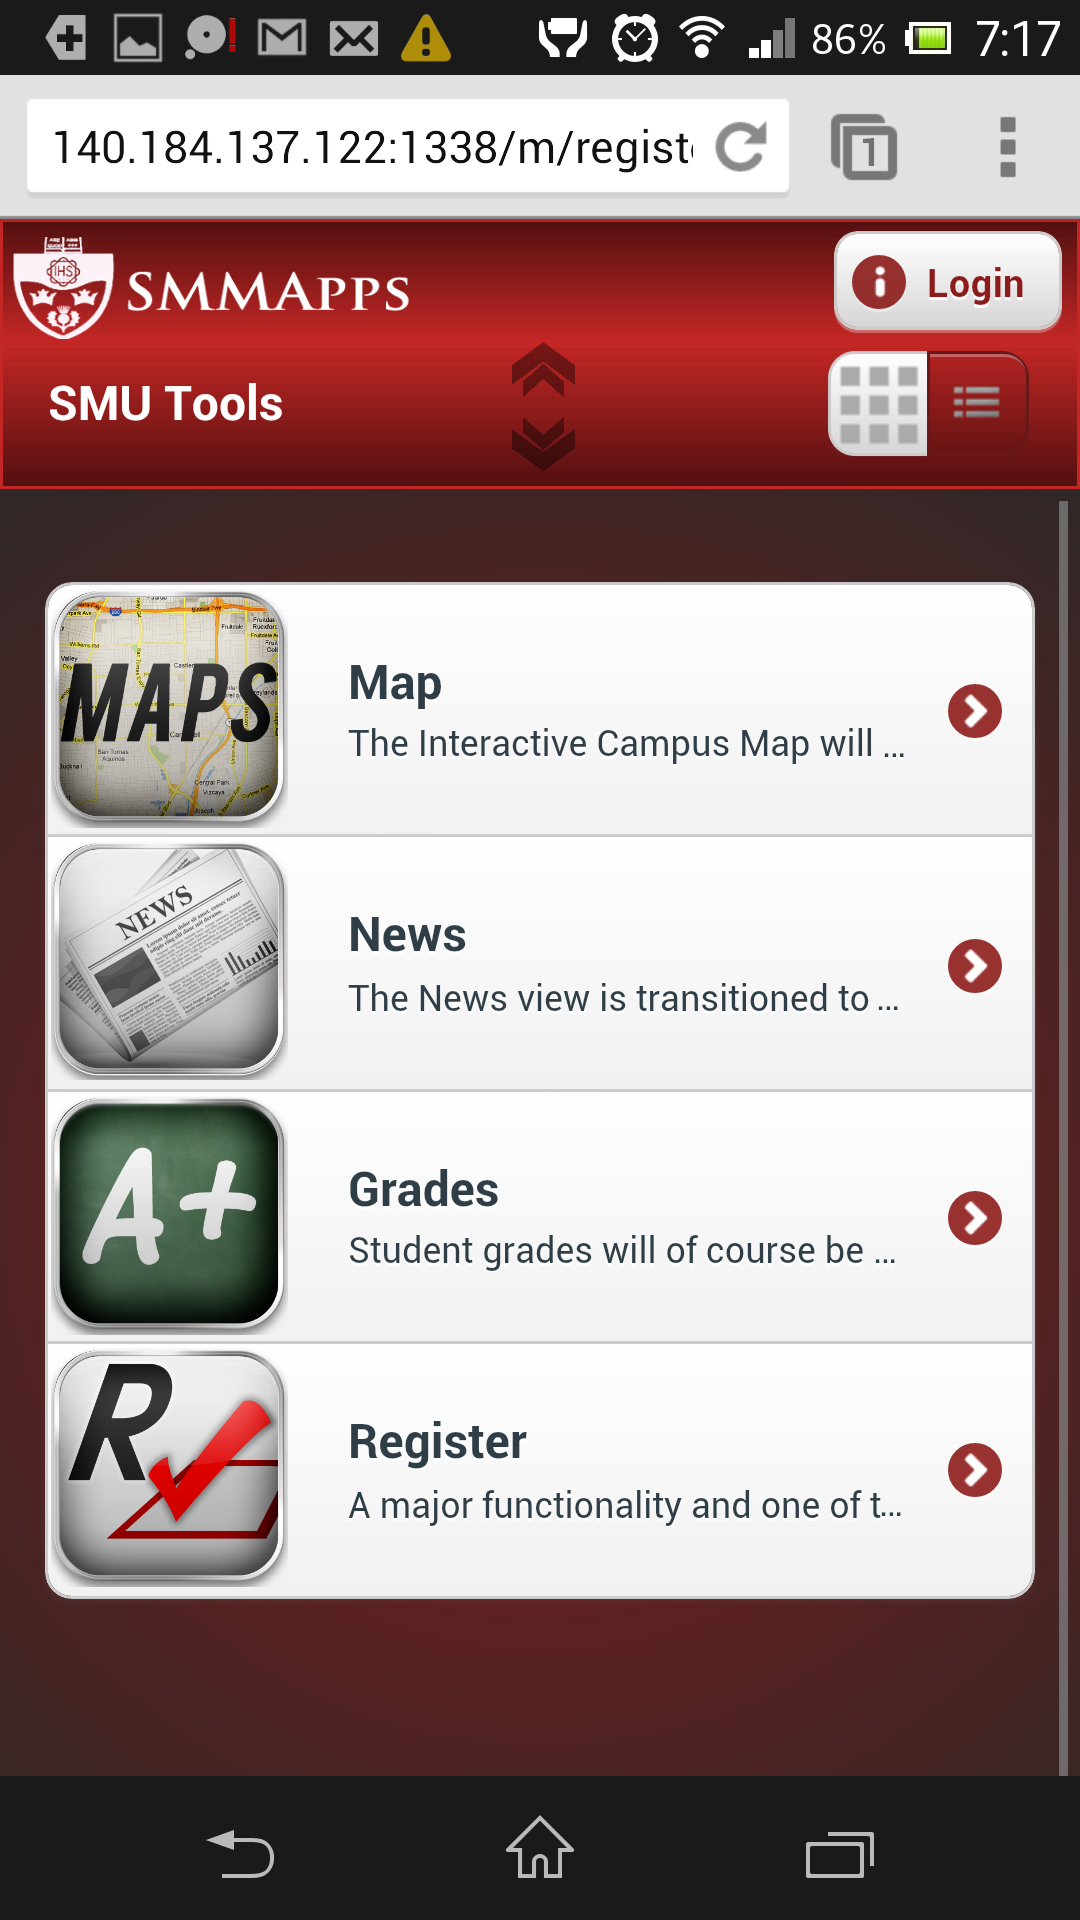 86% 7:17
140.184.137.122:1338/m/registe
1
IHS
SMMApps
Login
SMU Tools
MAPS
Map
The Interactive Campus Map will ...
NEWS
News
The News view is transitioned to ...
A+
Grades
Student grades will of course be ...
R
Register
A major functionality and one of t...